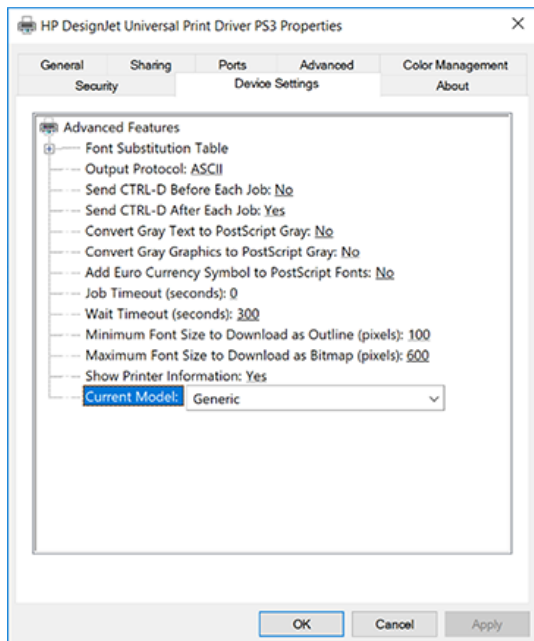 HP DesignJet Universal Print Driver PS3 Properties
General Sharing Ports Advanced Color Management
Security Device Settings About
Advanced Features
Font Substitution Table
Output Protocol: ASCII
Send CTRL-D Before Each Job: No
Send CTRL-D After Each Job: Yes
Convert Gray Text to PostScript Gray: No
Convert Gray Graphics to PostScript Gray: No
Add Euro Currency Symbol to PostScript Fonts: No
Job Timeout (seconds): 0
Wait Timeout (seconds): 300
Minimum Font Size to Download as Outline (pixels): 100
Maximum Font Size to Download as Bitmap (pixels): 600
Show Printer Information: Yes
Current Model: Generic
OK Cancel Apply